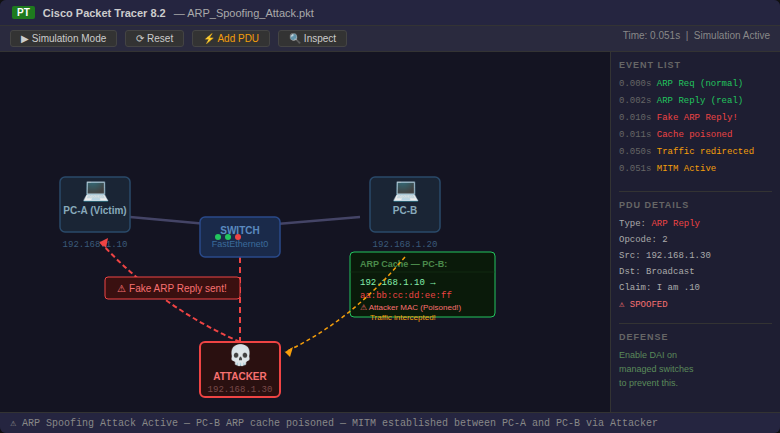 PT Cisco Packet Tracer 8.2 — ARP_Spoofing_Attack.pkt
▶ Simulation Mode ⟳ Reset ⚡ Add PDU 🔍 Inspect Time: 0.051s | Simulation Active
PC-A (Victim)
192.168.1.10
SWITCH
FastEthernet0
PC-B
192.168.1.20
ARP Cache — PC-B:
192.168.1.10 →
aa:bb:cc:dd:ee:ff
⚠ Attacker MAC (Poisoned!)
Traffic intercepted!
⚠ Fake ARP Reply sent!
ATTACKER
192.168.1.30
EVENT LIST
0.000s ARP Req (normal)
0.002s ARP Reply (real)
0.010s Fake ARP Reply!
0.011s Cache poisoned
0.050s Traffic redirected
0.051s MITM Active
PDU DETAILS
Type: ARP Reply
Opcode: 2
Src: 192.168.1.30
Dst: Broadcast
Claim: I am .10
⚠ SPOOFED
DEFENSE
Enable DAI on
managed switches
to prevent this.
⚠ ARP Spoofing Attack Active — PC-B ARP cache poisoned — MITM established between PC-A and PC-B via Attacker